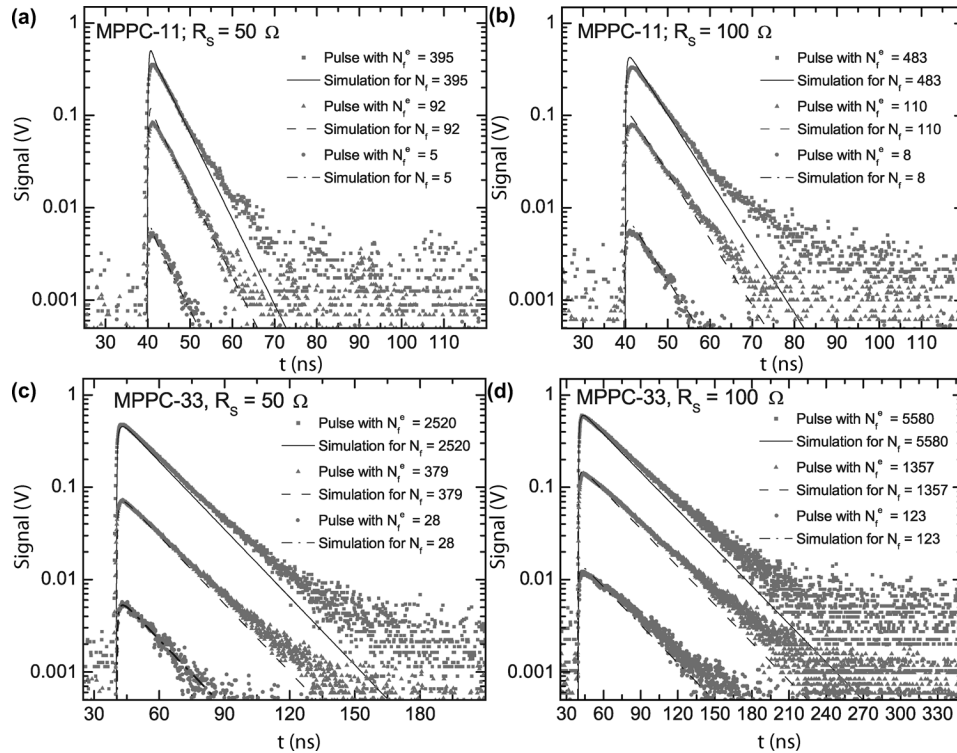 (a)
MPPC-11; R_S = 50 Ω
Pulse with N_f^e = 395
Simulation for N_f = 395
Pulse with N_f^e = 92
Simulation for N_f = 92
Pulse with N_f^e = 5
Simulation for N_f = 5
Signal (V)
1
0.1
0.01
0.001
30 40 50 60 70 80 90 100 110
t (ns)
(b)
MPPC-11; R_S = 100 Ω
Pulse with N_f^e = 483
Simulation for N_f = 483
Pulse with N_f^e = 110
Simulation for N_f = 110
Pulse with N_f^e = 8
Simulation for N_f = 8
Signal (V)
1
0.1
0.01
0.001
30 40 50 60 70 80 90 100 110
t (ns)
(c)
MPPC-33, R_S = 50 Ω
Pulse with N_f^e = 2520
Simulation for N_f = 2520
Pulse with N_f^e = 379
Simulation for N_f = 379
Pulse with N_f^e = 28
Simulation for N_f = 28
Signal (V)
1
0.1
0.01
0.001
30 60 90 120 150 180
t (ns)
(d)
MPPC-33, R_S = 100 Ω
Pulse with N_f^e = 5580
Simulation for N_f = 5580
Pulse with N_f^e = 1357
Simulation for N_f = 1357
Pulse with N_f^e = 123
Simulation for N_f = 123
Signal (V)
1
0.1
0.01
0.001
30 60 90 120 150 180 210 240 270 300 330
t (ns)